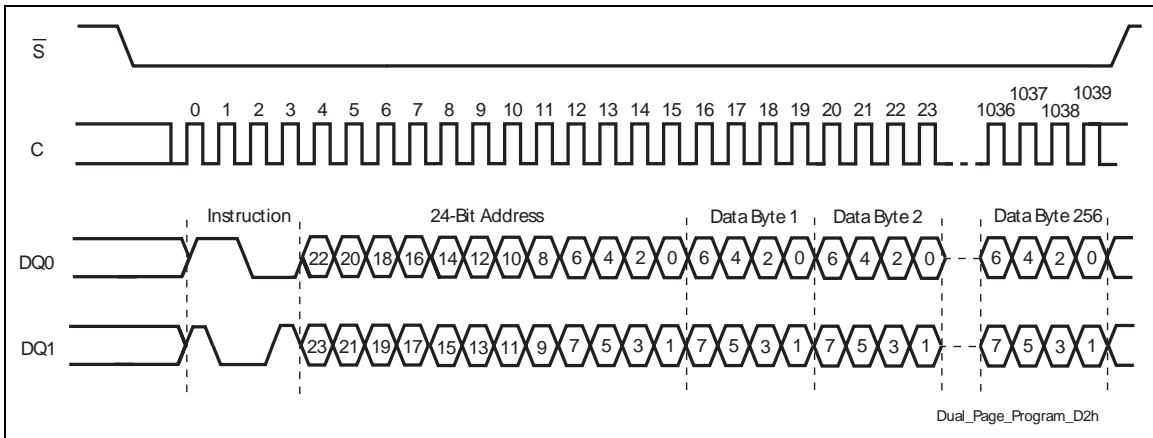 S
0 1 2 3 4 5 6 7 8 9 10 11 12 13 14 15 16 17 18 19 20 21 22 23 1036 1037 1038 1039
C
Instruction 24-Bit Address Data Byte 1 Data Byte 2 Data Byte 256
DQ0 22 20 18 16 14 12 10 8 6 4 2 0 6 4 2 0 6 4 2 0 6 4 2 0
DQ1 23 21 19 17 15 13 11 9 7 5 3 1 7 5 3 1 7 5 3 1 7 5 3 1
Dual_Page_Program_D2h